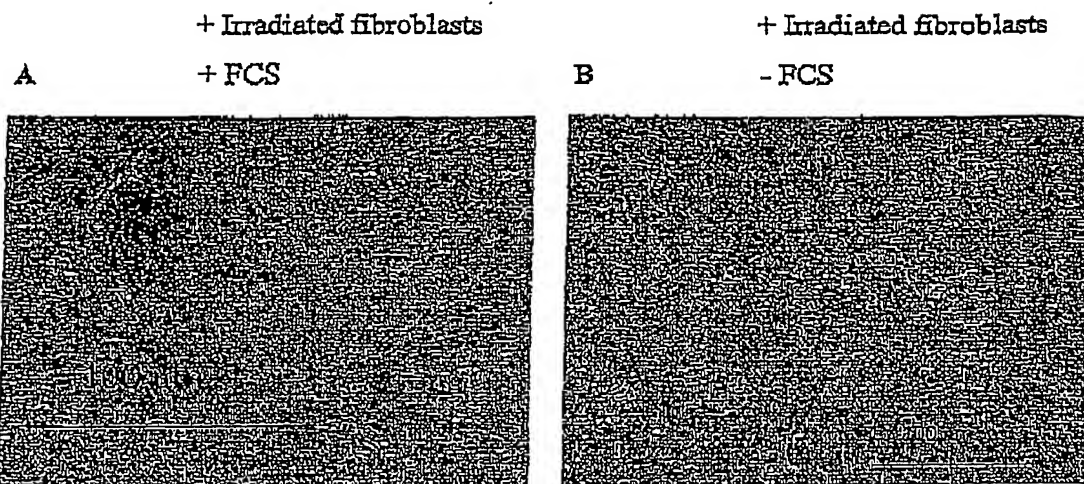 + Irradiated fibroblasts
A + FCS
+ Irradiated fibroblasts
B - FCS